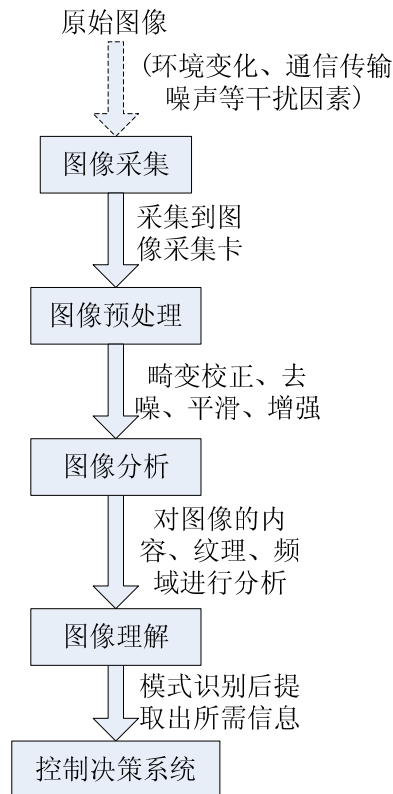 原始图像
(环境变化、通信传输
噪声等干扰因素)
图像采集
采集到图
像采集卡
图像预处理
畸变校正、去
噪、平滑、增强
图像分析
对图像的内
容、纹理、频
域进行分析
图像理解
模式识别后提
取出所需信息
控制决策系统